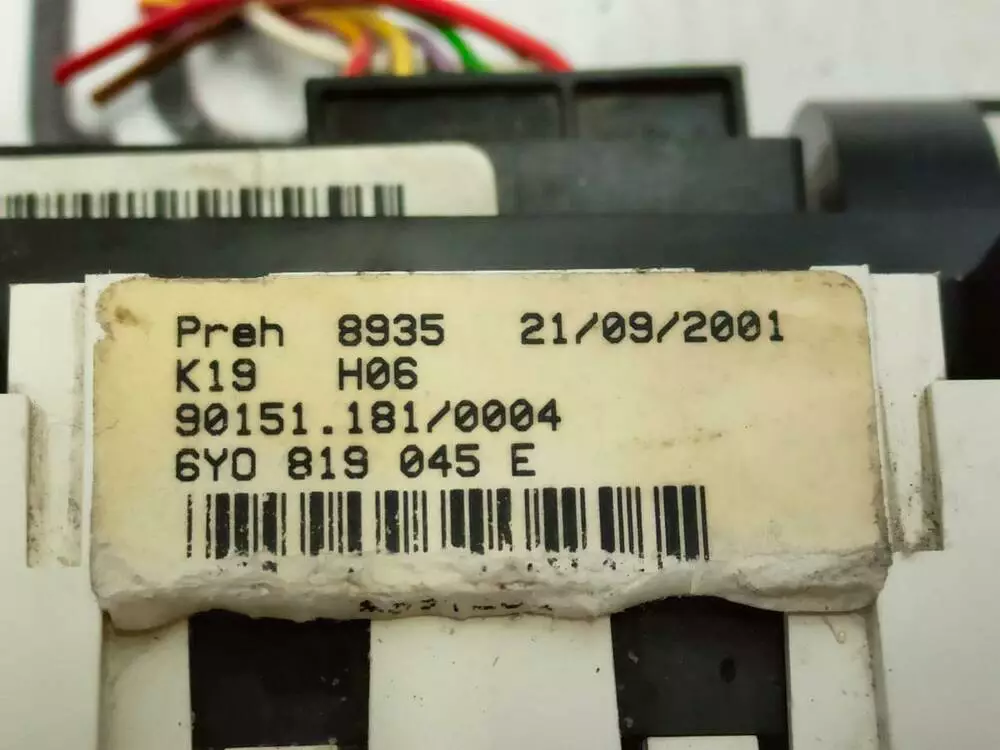 Preh 8935 21/09/2001
K19 H06
90151.181/0004
6Y0 819 045 E